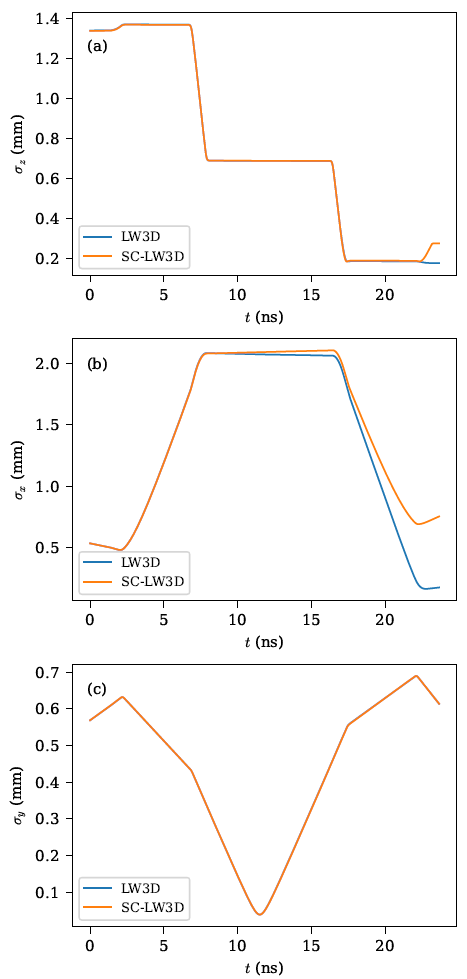 (a)
1.4
1.2
1.0
0.8
0.6
0.4
0.2
σz (mm)
LW3D
SC-LW3D
0 5 10 15 20
t (ns)
(b)
2.0
1.5
1.0
0.5
σx (mm)
LW3D
SC-LW3D
0 5 10 15 20
t (ns)
(c)
0.7
0.6
0.5
0.4
0.3
0.2
0.1
σy (mm)
LW3D
SC-LW3D
0 5 10 15 20
t (ns)